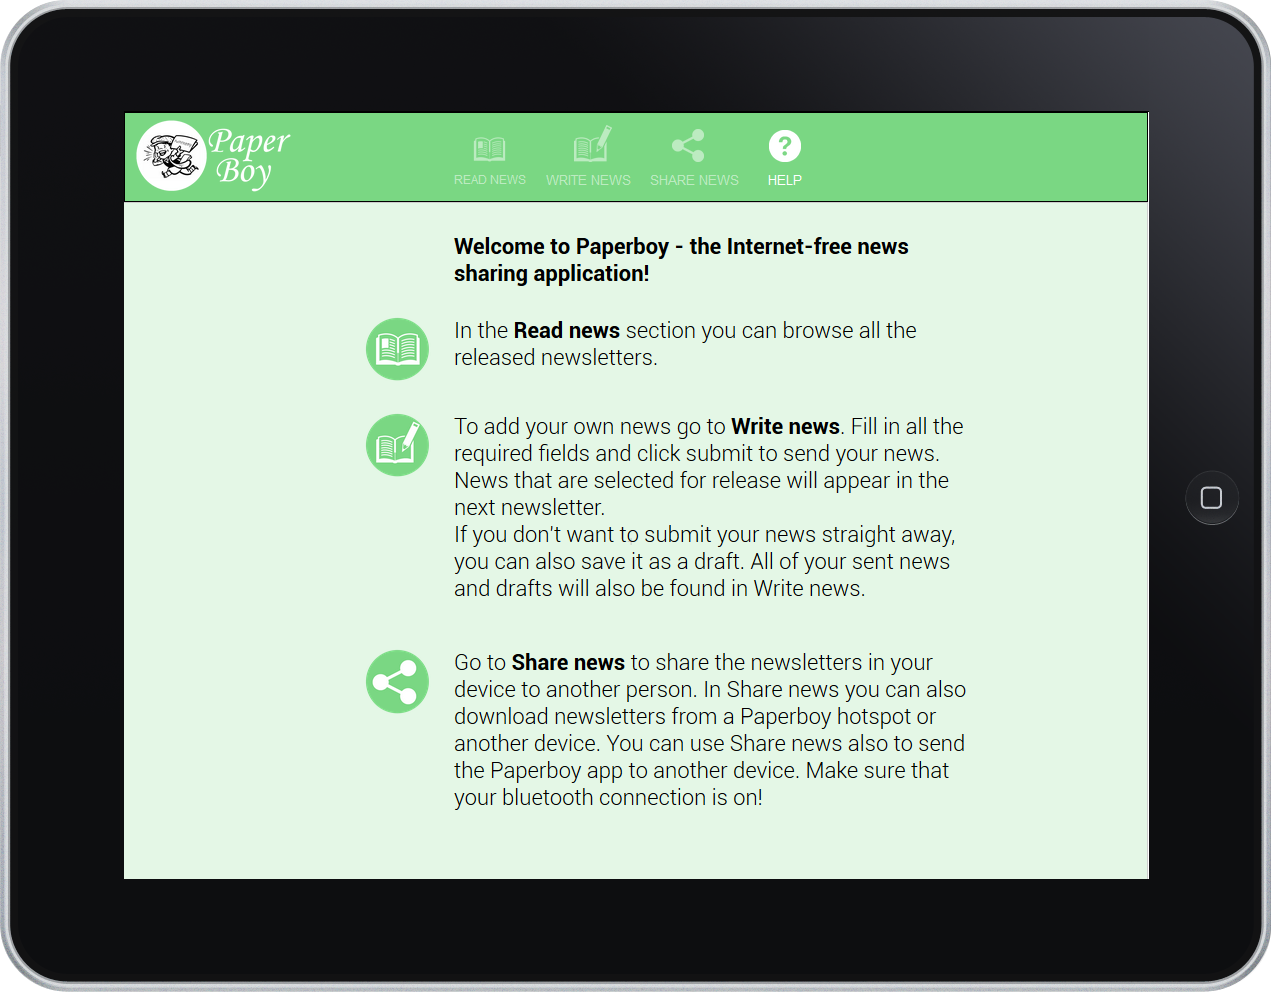 Paper
Boy
READ NEWS
WRITE NEWS
SHARE NEWS
HELP
Welcome to Paperboy - the Internet-free news
sharing application!
In the Read news section you can browse all the
released newsletters.
To add your own news go to Write news. Fill in all the
required fields and click submit to send your news.
News that are selected for release will appear in the
next newsletter.
If you don't want to submit your news straight away,
you can also save it as a draft. All of your sent news
and drafts will also be found in Write news.
Go to Share news to share the newsletters in your
device to another person. In Share news you can also
download newsletters from a Paperboy hotspot or
another device. You can use Share news also to send
the Paperboy app to another device. Make sure that
your bluetooth connection is on!